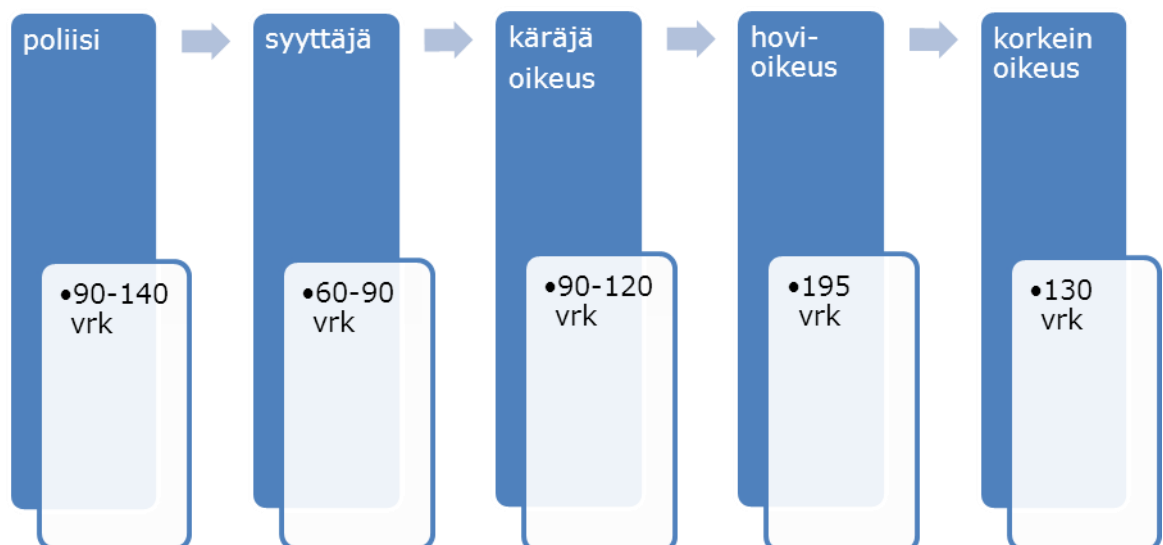 poliisi
•90-140
vrk
syyttäjä
•60-90
vrk
käräjä
oikeus
•90-120
vrk
hovi-
oikeus
•195
vrk
korkein
oikeus
•130
vrk